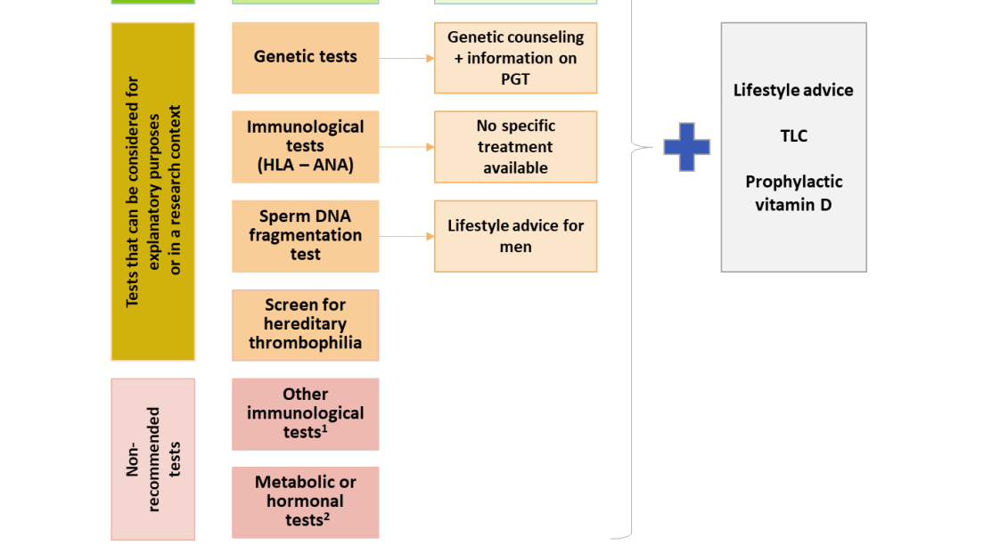 Tests that can be considered for
explanatory purposes
or in a research context
Genetic tests
Genetic counseling
+ information on
PGT
Immunological
tests
(HLA – ANA)
No specific
treatment
available
Sperm DNA
fragmentation
test
Lifestyle advice for
men
Screen for
hereditary
thrombophilia
Non-
recommended
tests
Other
immunological
tests¹
Metabolic or
hormonal
tests²
Lifestyle advice
TLC
Prophylactic
vitamin D